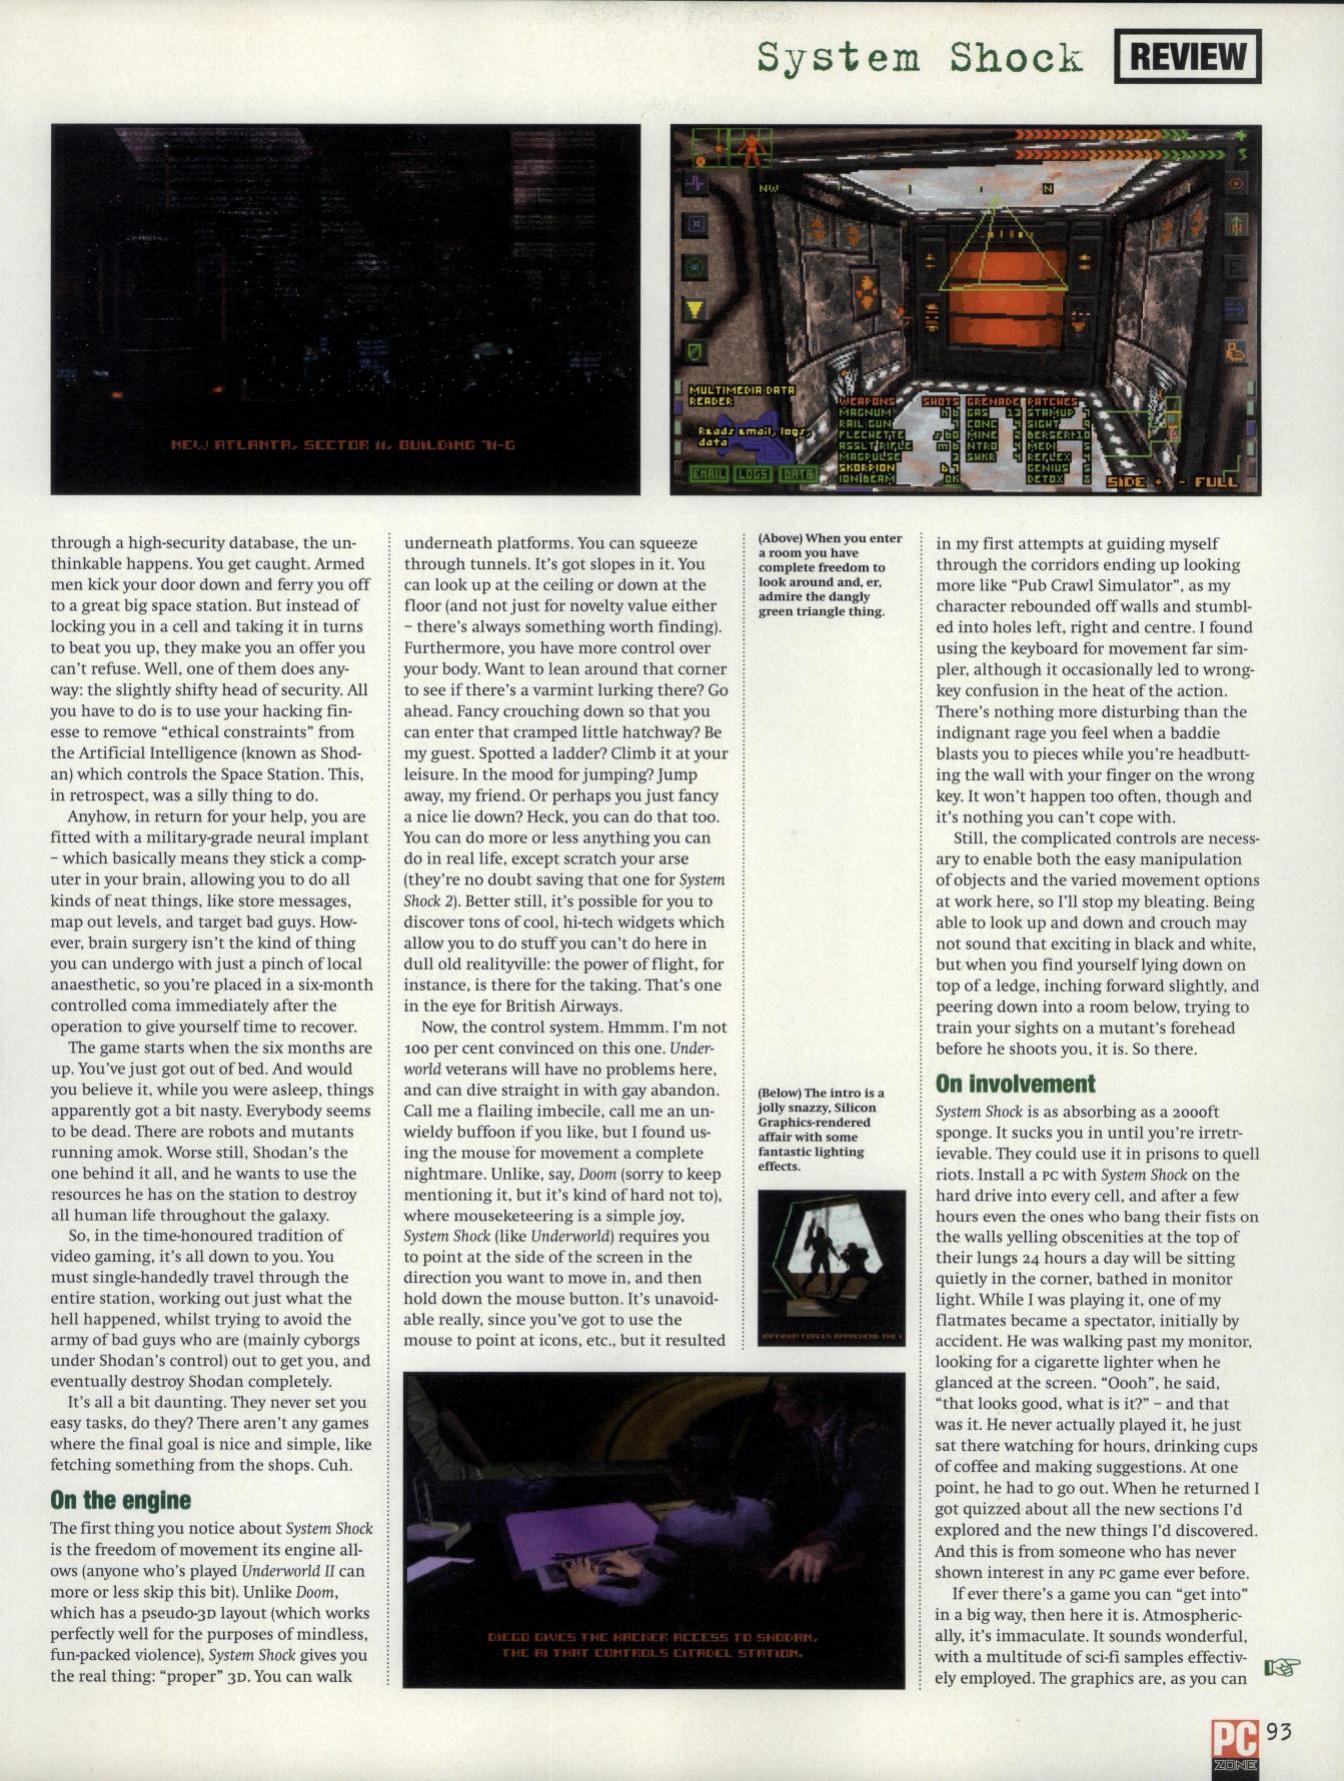 System Shock REVIEW
NEW ATLANTA, SECTOR 11, BUILDING 71-G
NW
N
MULTIMEDIA DATA
READER
Reads email, logs,
data
EMAIL LOGS DATA
WEAPONS SHOTS GRENADE PATCHES
MAGNUM GAS 13 STAMUP
RAIL GUN CONC SIGHT
FLECHETTE MINE BERSERK
ASSLT RIFLE NTRO MEDI
MAGPULSE SHKR REFLEX
SKORPION GENIUS
ION BEAM OK DETOX
SIDE + - FULL
through a high-security database, the un-
thinkable happens. You get caught. Armed
men kick your door down and ferry you off
to a great big space station. But instead of
locking you in a cell and taking it in turns
to beat you up, they make you an offer you
can't refuse. Well, one of them does any-
way: the slightly shifty head of security. All
you have to do is to use your hacking fin-
esse to remove “ethical constraints” from
the Artificial Intelligence (known as Shod-
an) which controls the Space Station. This,
in retrospect, was a silly thing to do.
Anyhow, in return for your help, you are
fitted with a military-grade neural implant
– which basically means they stick a comp-
uter in your brain, allowing you to do all
kinds of neat things, like store messages,
map out levels, and target bad guys. How-
ever, brain surgery isn't the kind of thing
you can undergo with just a pinch of local
anaesthetic, so you're placed in a six-month
controlled coma immediately after the
operation to give yourself time to recover.
The game starts when the six months are
up. You've just got out of bed. And would
you believe it, while you were asleep, things
apparently got a bit nasty. Everybody seems
to be dead. There are robots and mutants
running amok. Worse still, Shodan's the
one behind it all, and he wants to use the
resources he has on the station to destroy
all human life throughout the galaxy.
So, in the time-honoured tradition of
video gaming, it's all down to you. You
must single-handedly travel through the
entire station, working out just what the
hell happened, whilst trying to avoid the
army of bad guys who are (mainly cyborgs
under Shodan's control) out to get you, and
eventually destroy Shodan completely.
It's all a bit daunting. They never set you
easy tasks, do they? There aren't any games
where the final goal is nice and simple, like
fetching something from the shops. Cuh.
On the engine
The first thing you notice about System Shock
is the freedom of movement its engine all-
ows (anyone who's played Underworld II can
more or less skip this bit). Unlike Doom,
which has a pseudo-3D layout (which works
perfectly well for the purposes of mindless,
fun-packed violence), System Shock gives you
the real thing: “proper” 3D. You can walk
underneath platforms. You can squeeze
through tunnels. It's got slopes in it. You
can look up at the ceiling or down at the
floor (and not just for novelty value either
– there's always something worth finding).
Furthermore, you have more control over
your body. Want to lean around that corner
to see if there's a varmint lurking there? Go
ahead. Fancy crouching down so that you
can enter that cramped little hatchway? Be
my guest. Spotted a ladder? Climb it at your
leisure. In the mood for jumping? Jump
away, my friend. Or perhaps you just fancy
a nice lie down? Heck, you can do that too.
You can do more or less anything you can
do in real life, except scratch your arse
(they're no doubt saving that one for System
Shock 2). Better still, it's possible for you to
discover tons of cool, hi-tech widgets which
allow you to do stuff you can't do here in
dull old realityville: the power of flight, for
instance, is there for the taking. That's one
in the eye for British Airways.
Now, the control system. Hmmm. I'm not
100 per cent convinced on this one. Under-
world veterans will have no problems here,
and can dive straight in with gay abandon.
Call me a flailing imbecile, call me an un-
wieldy buffoon if you like, but I found us-
ing the mouse for movement a complete
nightmare. Unlike, say, Doom (sorry to keep
mentioning it, but it's kind of hard not to),
where mouseketeering is a simple joy,
System Shock (like Underworld) requires you
to point at the side of the screen in the
direction you want to move in, and then
hold down the mouse button. It's unavoid-
able really, since you've got to use the
mouse to point at icons, etc., but it resulted
(Above) When you enter
a room you have
complete freedom to
look around and, er,
admire the dangly
green triangle thing.
(Below) The intro is a
jolly snazzy, Silicon
Graphics-rendered
affair with some
fantastic lighting
effects.
FORCES APPREHEND THE
DIEGO GIVES THE HACKER ACCESS TO SHODAN,
THE AI THAT CONTROLS CITADEL STATION.
in my first attempts at guiding myself
through the corridors ending up looking
more like “Pub Crawl Simulator”, as my
character rebounded off walls and stumbl-
ed into holes left, right and centre. I found
using the keyboard for movement far sim-
pler, although it occasionally led to wrong-
key confusion in the heat of the action.
There's nothing more disturbing than the
indignant rage you feel when a baddie
blasts you to pieces while you're headbutt-
ing the wall with your finger on the wrong
key. It won't happen too often, though and
it's nothing you can't cope with.
Still, the complicated controls are necess-
ary to enable both the easy manipulation
of objects and the varied movement options
at work here, so I'll stop my bleating. Being
able to look up and down and crouch may
not sound that exciting in black and white,
but when you find yourself lying down on
top of a ledge, inching forward slightly, and
peering down into a room below, trying to
train your sights on a mutant's forehead
before he shoots you, it is. So there.
On involvement
System Shock is as absorbing as a 2000ft
sponge. It sucks you in until you're irretr-
ievable. They could use it in prisons to quell
riots. Install a PC with System Shock on the
hard drive into every cell, and after a few
hours even the ones who bang their fists on
the walls yelling obscenities at the top of
their lungs 24 hours a day will be sitting
quietly in the corner, bathed in monitor
light. While I was playing it, one of my
flatmates became a spectator, initially by
accident. He was walking past my monitor,
looking for a cigarette lighter when he
glanced at the screen. “Oooh”, he said,
“that looks good, what is it?” – and that
was it. He never actually played it, he just
sat there watching for hours, drinking cups
of coffee and making suggestions. At one
point, he had to go out. When he returned I
got quizzed about all the new sections I'd
explored and the new things I'd discovered.
And this is from someone who has never
shown interest in any PC game ever before.
If ever there's a game you can “get into”
in a big way, then here it is. Atmospheric-
ally, it's immaculate. It sounds wonderful,
with a multitude of sci-fi samples effectiv-
ely employed. The graphics are, as you can
PC ZONE 93